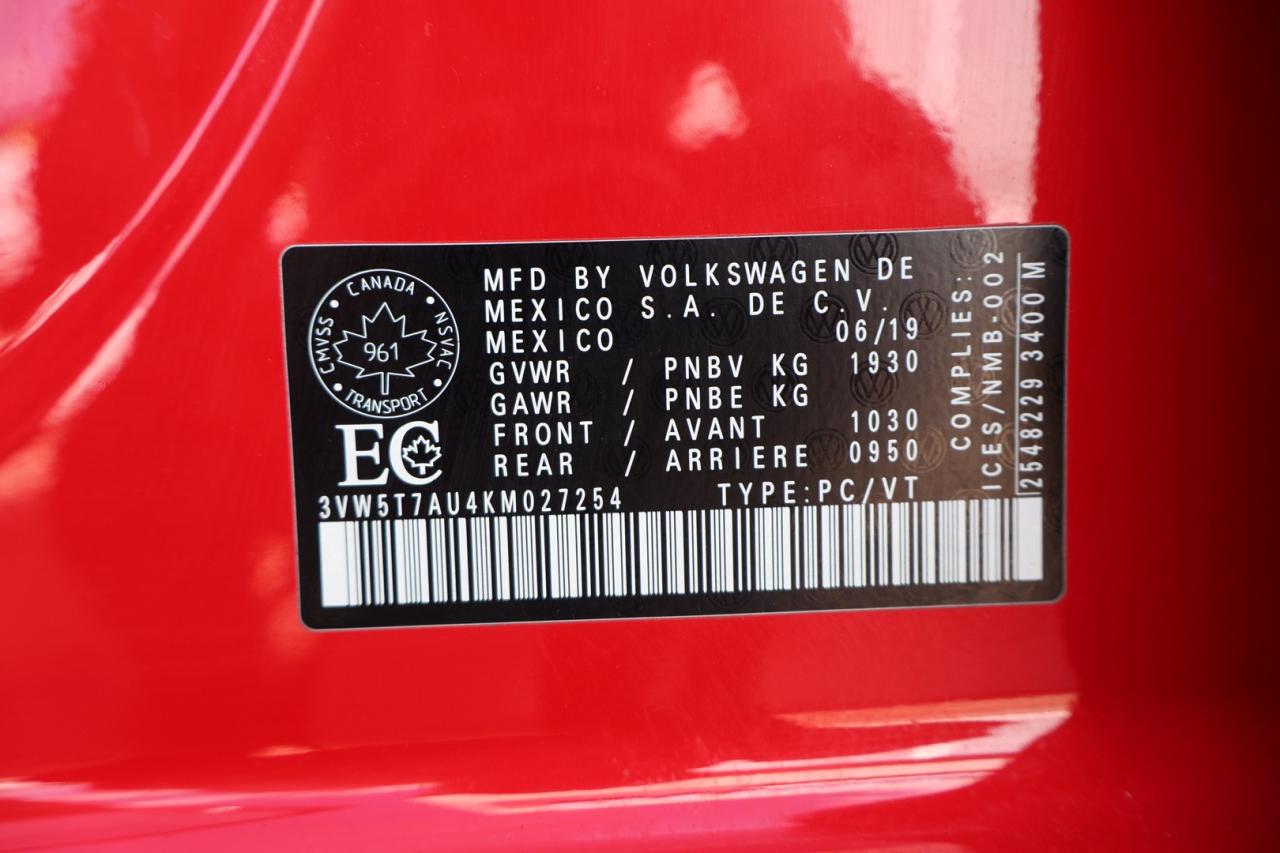 CANADA
CMVSS
NSVAC
961
TRANSPORT
EC
MFD BY VOLKSWAGEN DE
MEXICO S.A. DE C.V.
MEXICO 06/19
GVWR / PNBV KG 1930
GAWR / PNBE KG
FRONT / AVANT 1030
REAR / ARRIERE 0950
3VW5T7AU4KM027254 TYPE:PC/VT
COMPLIES:
ICES/NMB-002
2548229 3400 M